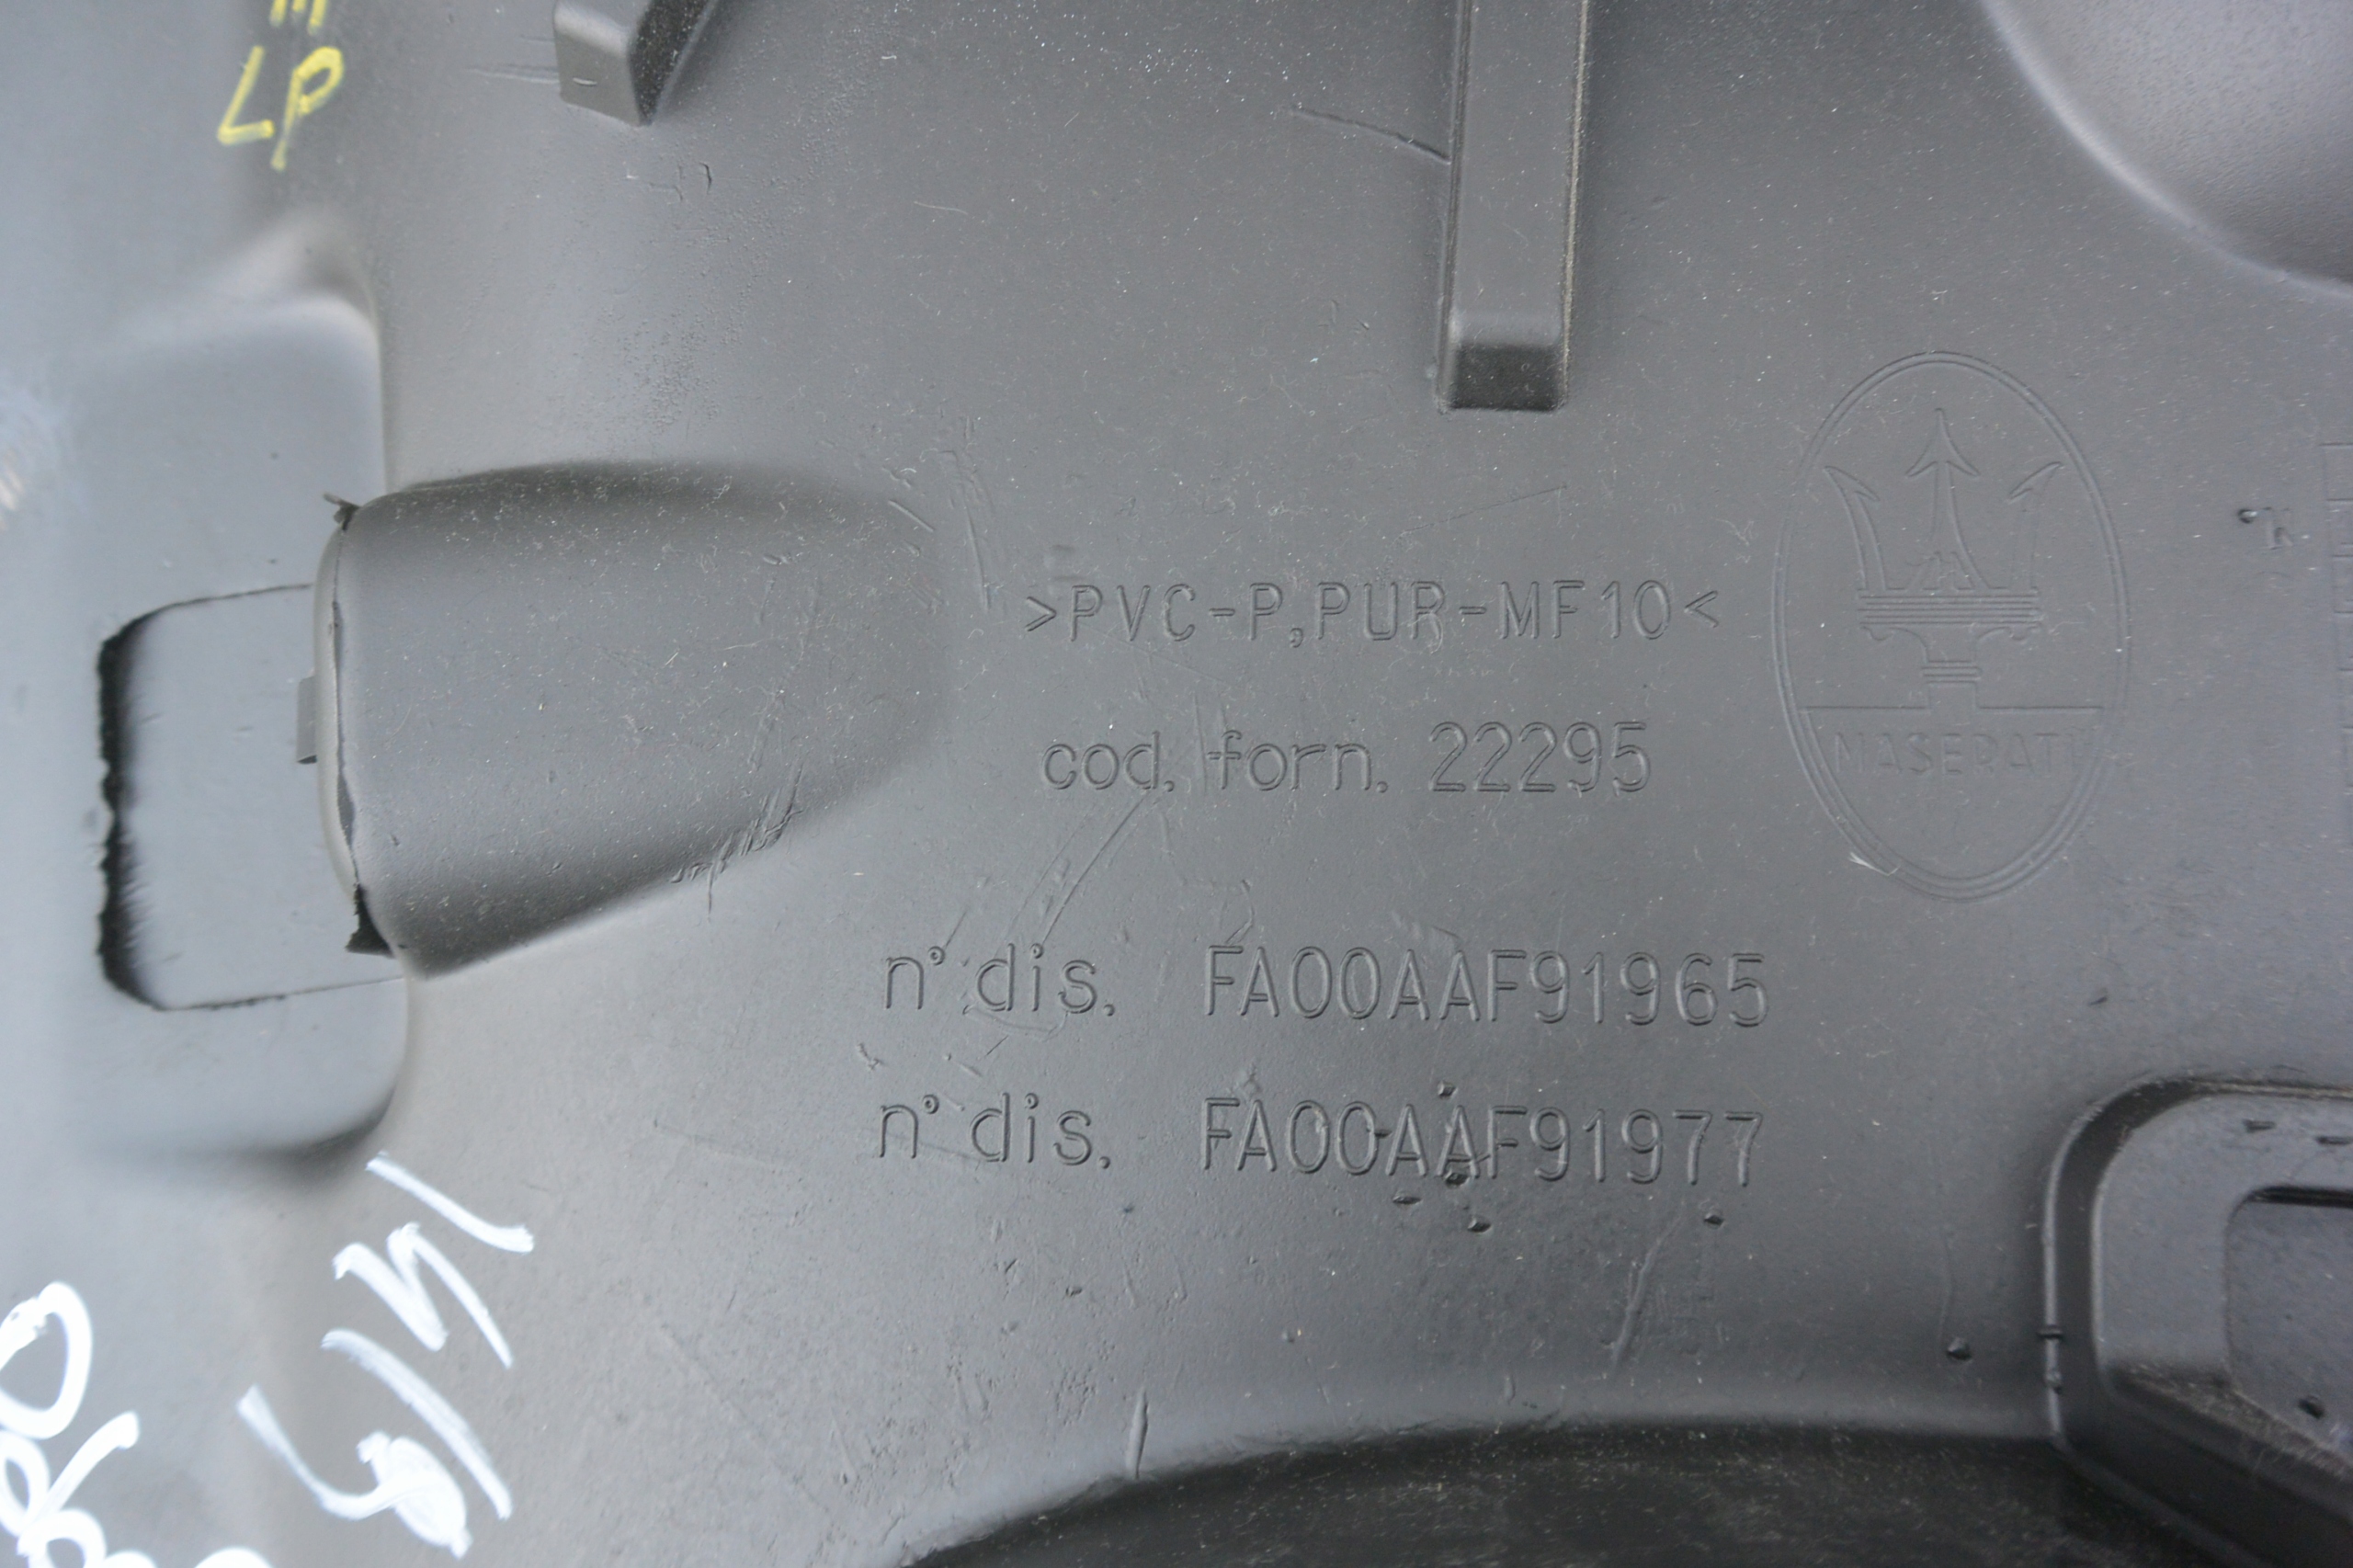 LP
>PVC-P,PUR-MF10<
cod. forn. 22295
MASERATI
n° dis. FA00AAF91965
n° dis. FA00AAF91977